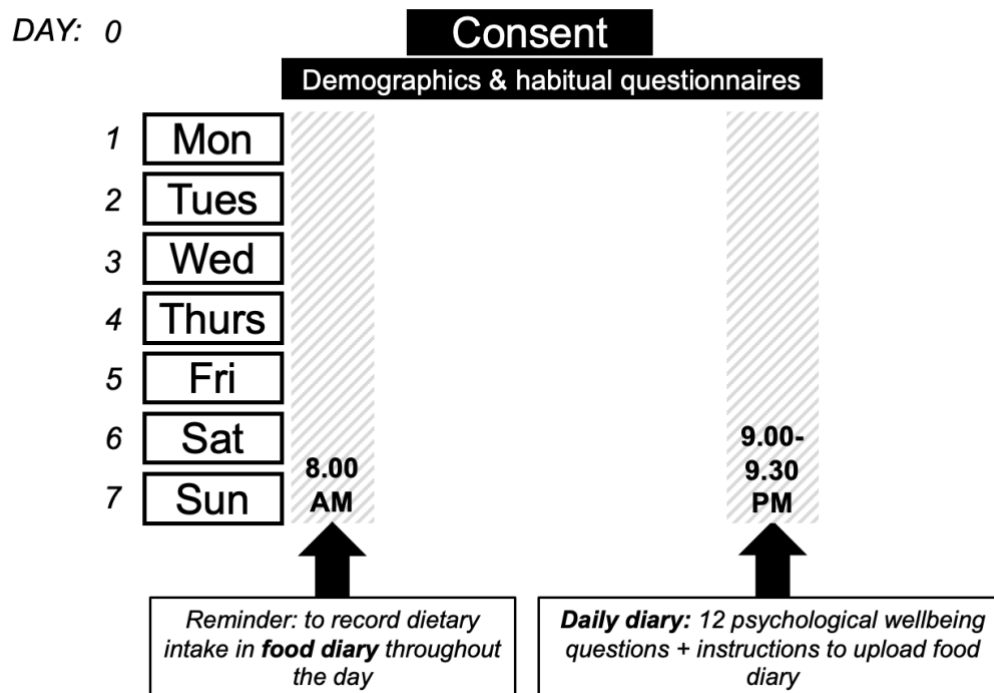 DAY: 0
Consent
Demographics & habitual questionnaires
1 Mon
2 Tues
3 Wed
4 Thurs
5 Fri
6 Sat
7 Sun
8.00
AM
9.00-
9.30
PM
Reminder: to record dietary
intake in food diary throughout
the day
Daily diary: 12 psychological wellbeing
questions + instructions to upload food
diary